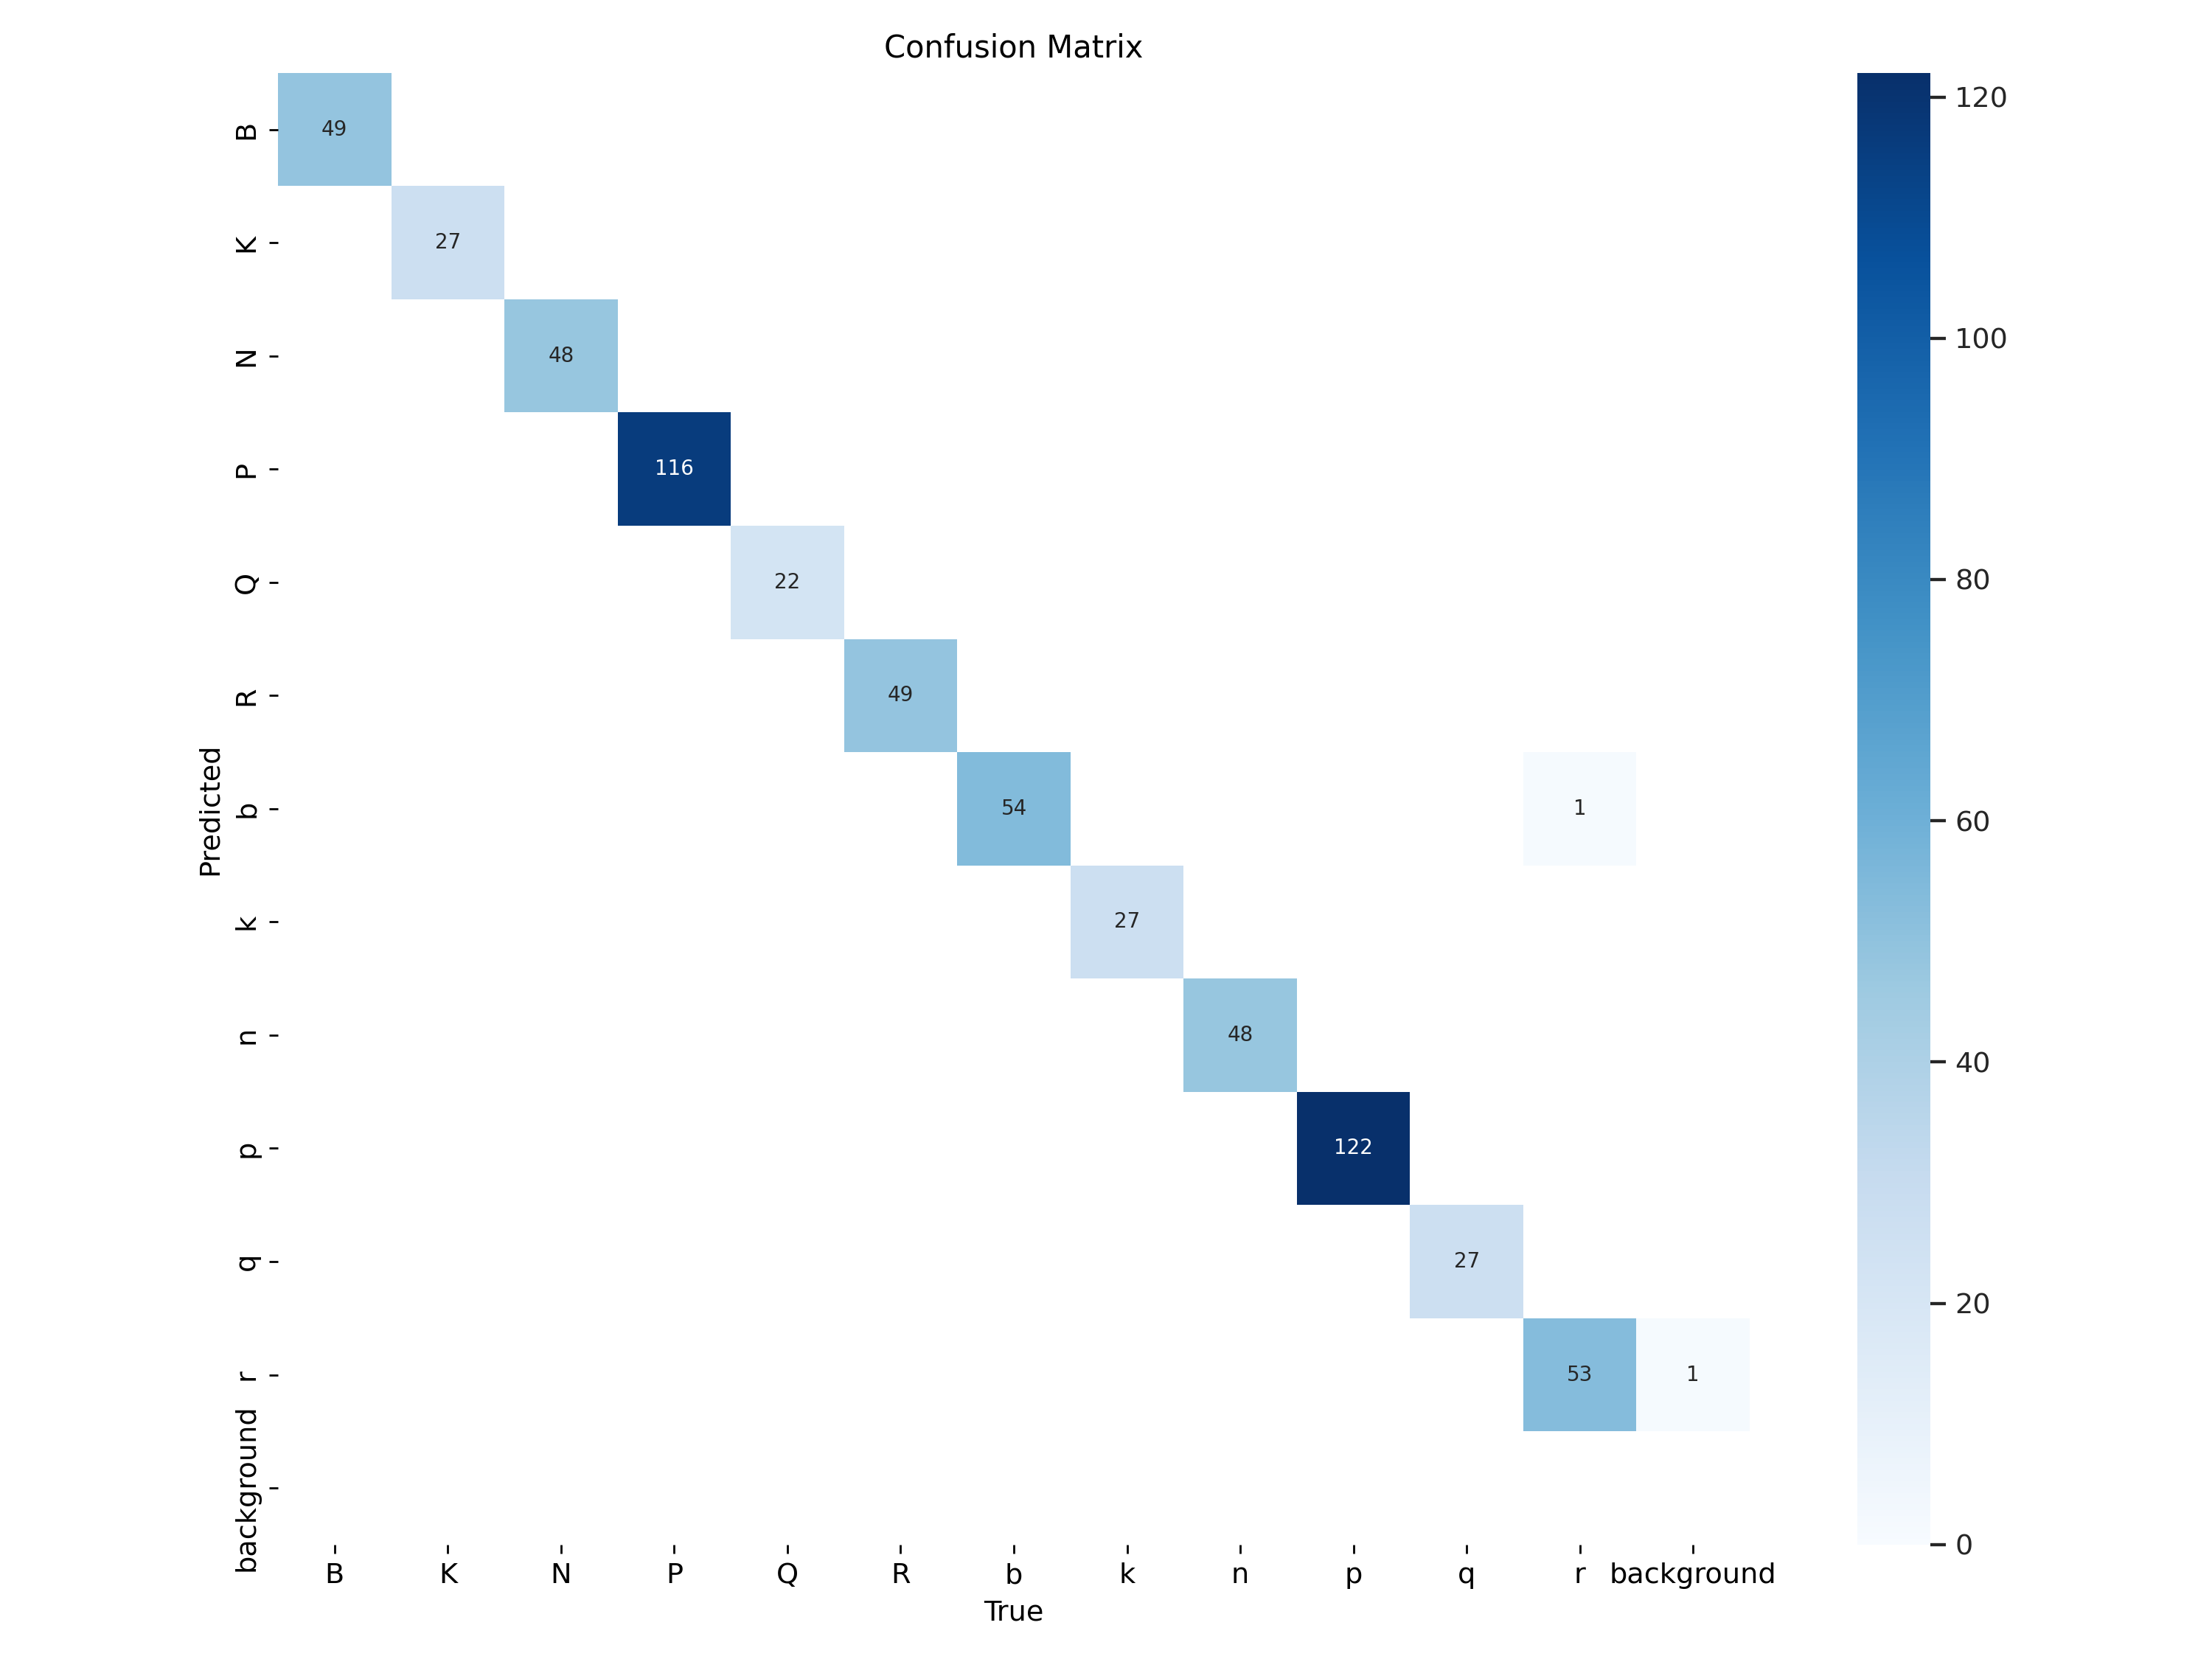 Confusion Matrix
B 49
K 27
N 48
P 116
Q 22
R 49
b 54 1
k 27
n 48
p 122
q 27
r 53 1
background
Predicted
B K N P Q R b k n p q r background
True
120
100
80
60
40
20
0